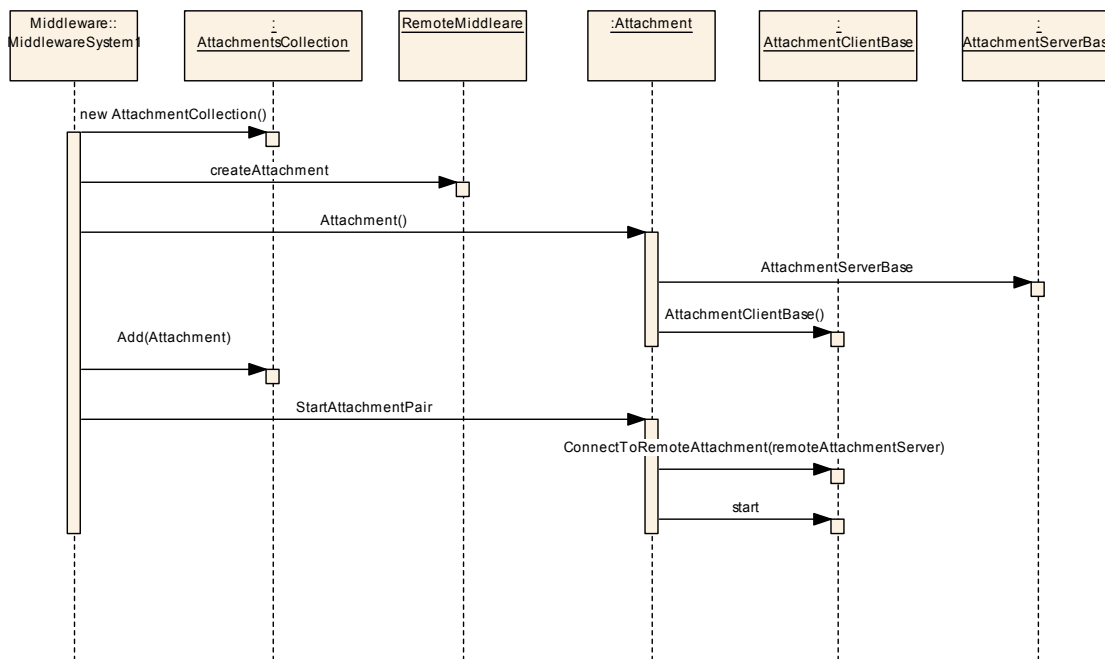 Middleware::
MiddlewareSystem1
:
AttachmentsCollection
RemoteMiddleare
:Attachment
:
AttachmentClientBase
:
AttachmentServerBas
new AttachmentCollection()
createAttachment
Attachment()
AttachmentServerBase
AttachmentClientBase()
Add(Attachment)
StartAttachmentPair
ConnectToRemoteAttachment(remoteAttachmentServer)
start